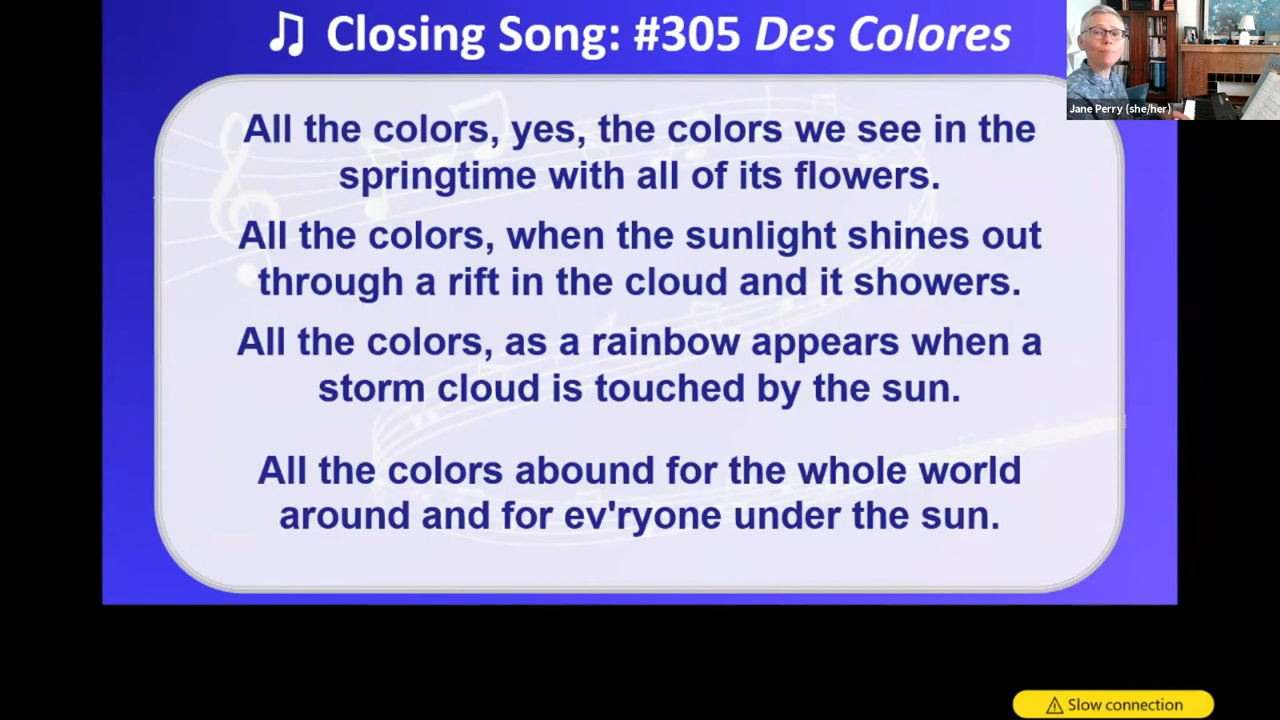 ♫ Closing Song: #305 Des Colores
Jane Perry (she/her)
All the colors, yes, the colors we see in the
springtime with all of its flowers.
All the colors, when the sunlight shines out
through a rift in the cloud and it showers.
All the colors, as a rainbow appears when a
storm cloud is touched by the sun.
All the colors abound for the whole world
around and for ev'ryone under the sun.
Slow connection